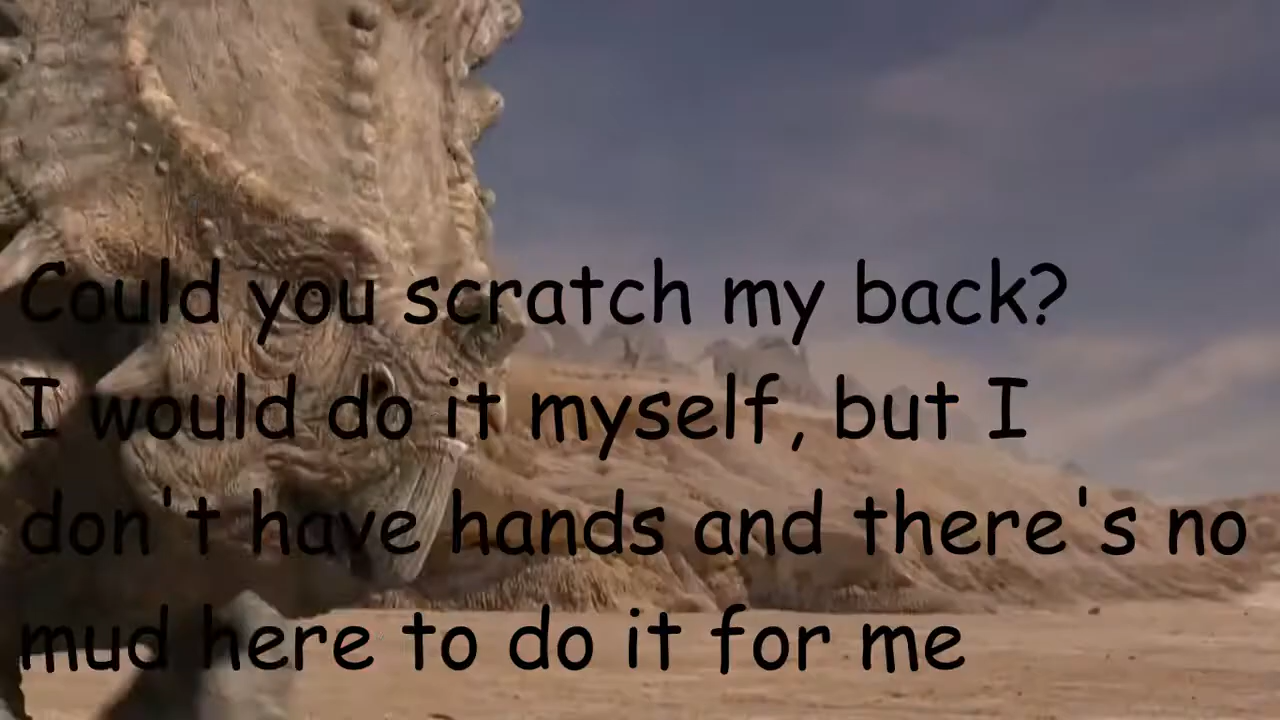 Could you scratch my back?
I would do it myself, but I
don't have hands and there's no
mud here to do it for me